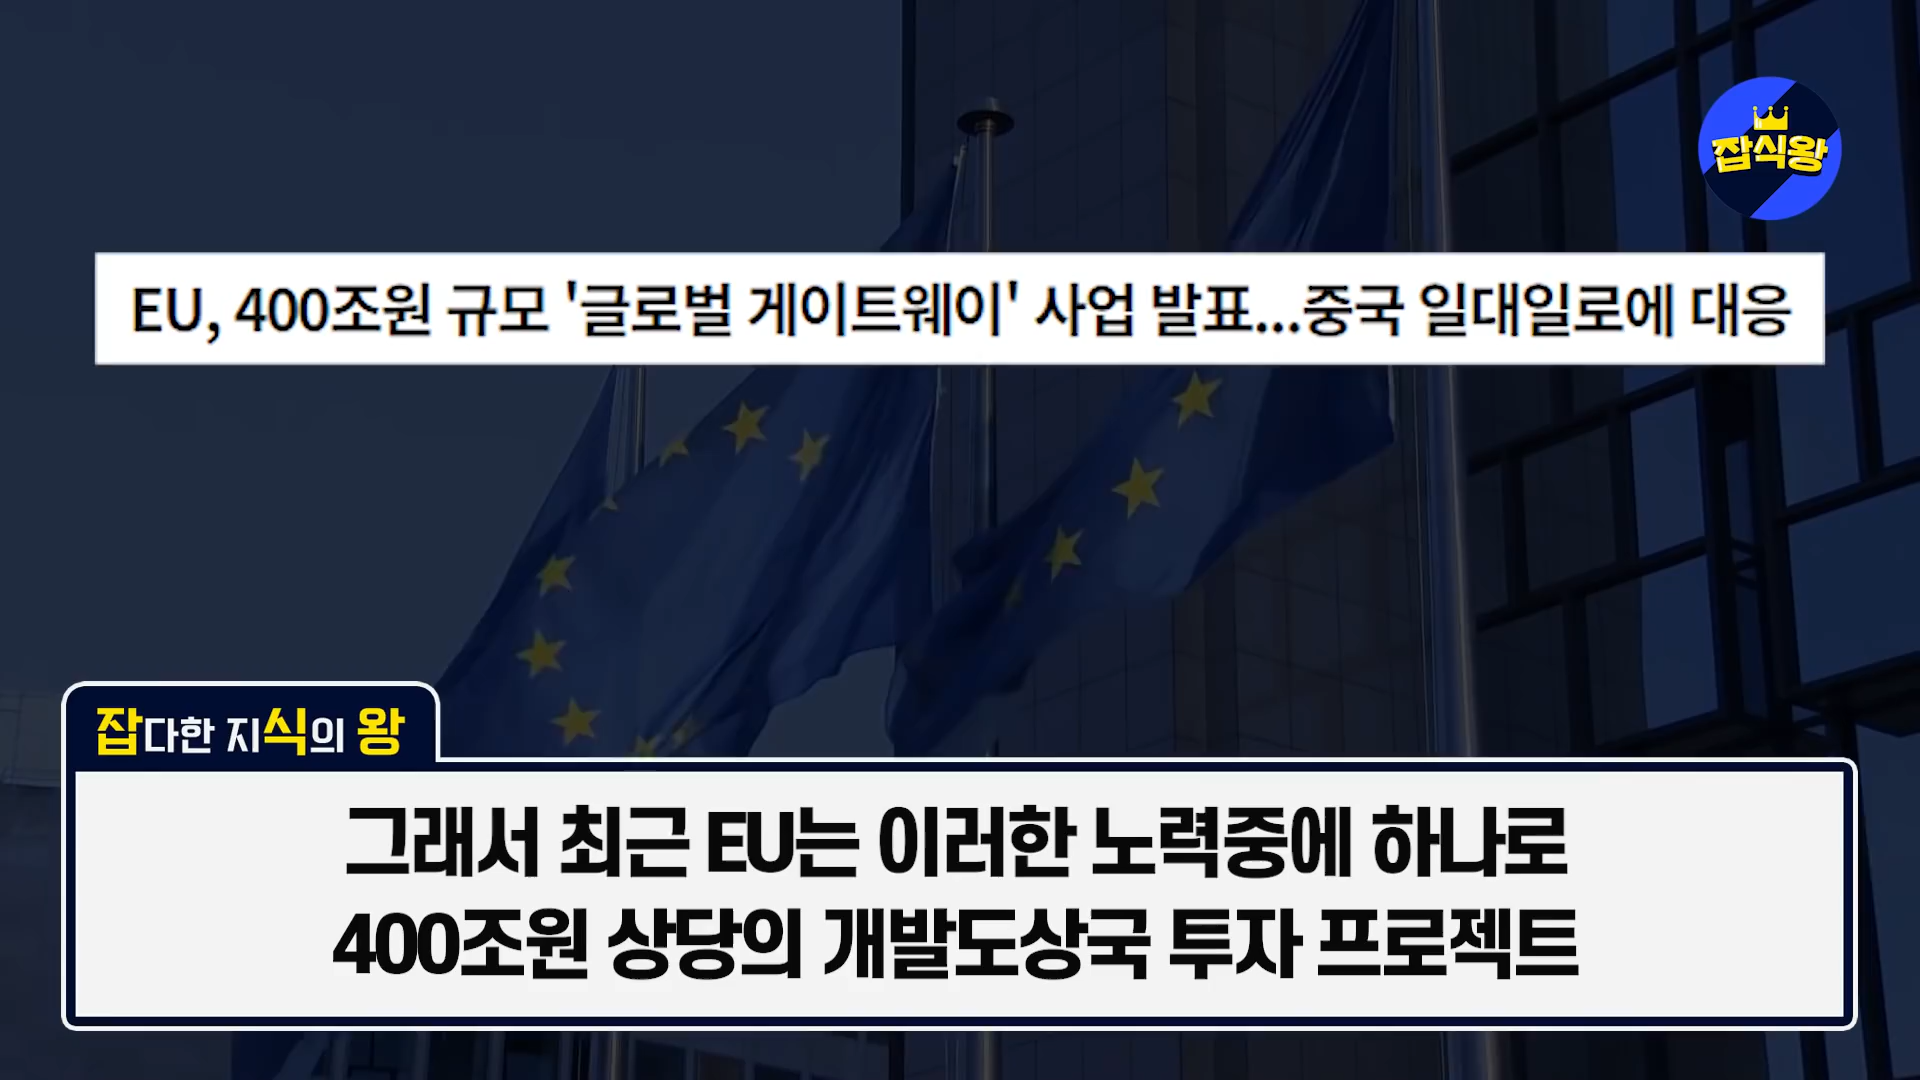 잡식왕
EU, 400조원 규모 '글로벌 게이트웨이' 사업 발표...중국 일대일로에 대응
잡다한 지식의 왕
그래서 최근 EU는 이러한 노력중에 하나로
400조원 상당의 개발도상국 투자 프로젝트